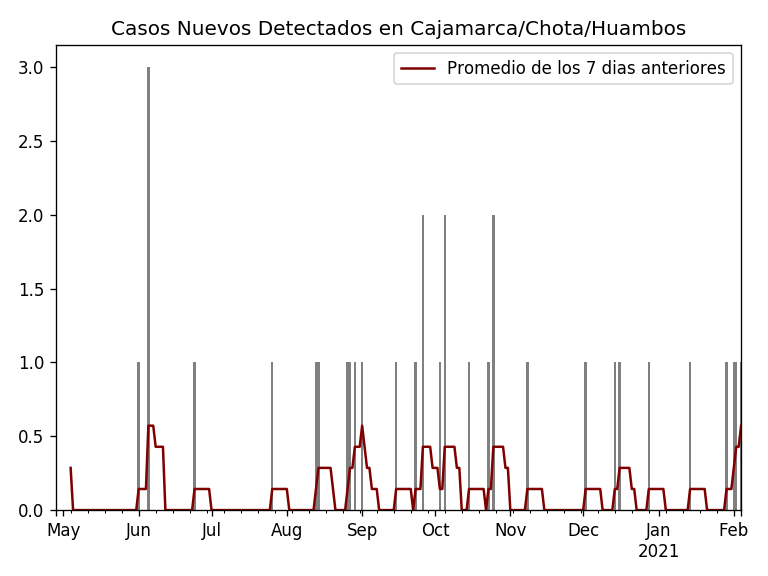 Casos Nuevos Detectados en Cajamarca/Chota/Huambos
Promedio de los 7 dias anteriores
3.0
2.5
2.0
1.5
1.0
0.5
0.0
May Jun Jul Aug Sep Oct Nov Dec Jan Feb
2021